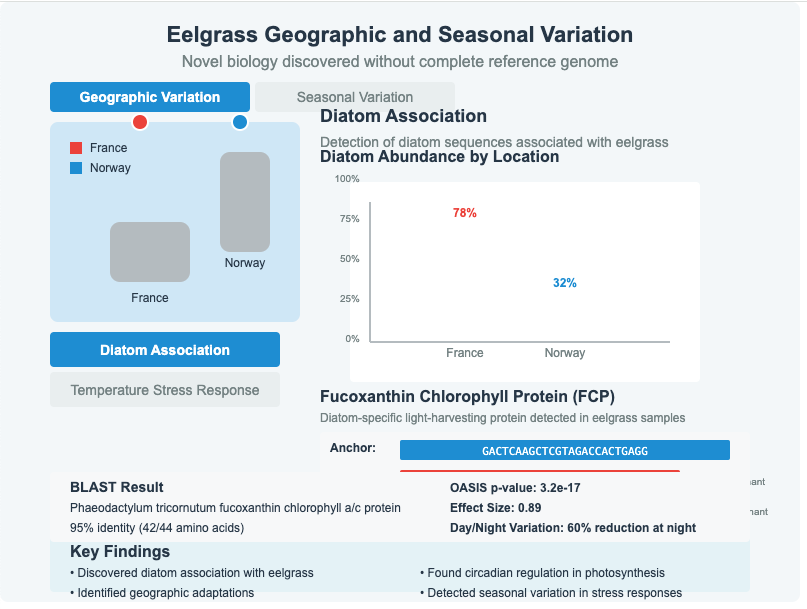 Eelgrass Geographic and Seasonal Variation
Novel biology discovered without complete reference genome
Geographic Variation
Seasonal Variation
France
Norway
Norway
France
Diatom Association
Temperature Stress Response
Diatom Association
Detection of diatom sequences associated with eelgrass
Diatom Abundance by Location
100%
75%
50%
25%
0%
78%
32%
France
Norway
Fucoxanthin Chlorophyll Protein (FCP)
Diatom-specific light-harvesting protein detected in eelgrass samples
Anchor:
GACTCAAGCTCGTAGACCACTGAGG
BLAST Result
Phaeodactylum tricornutum fucoxanthin chlorophyll a/c protein
95% identity (42/44 amino acids)
OASIS p-value: 3.2e-17
Effect Size: 0.89
Day/Night Variation: 60% reduction at night
Key Findings
• Discovered diatom association with eelgrass
• Identified geographic adaptations
• Found circadian regulation in photosynthesis
• Detected seasonal variation in stress responses